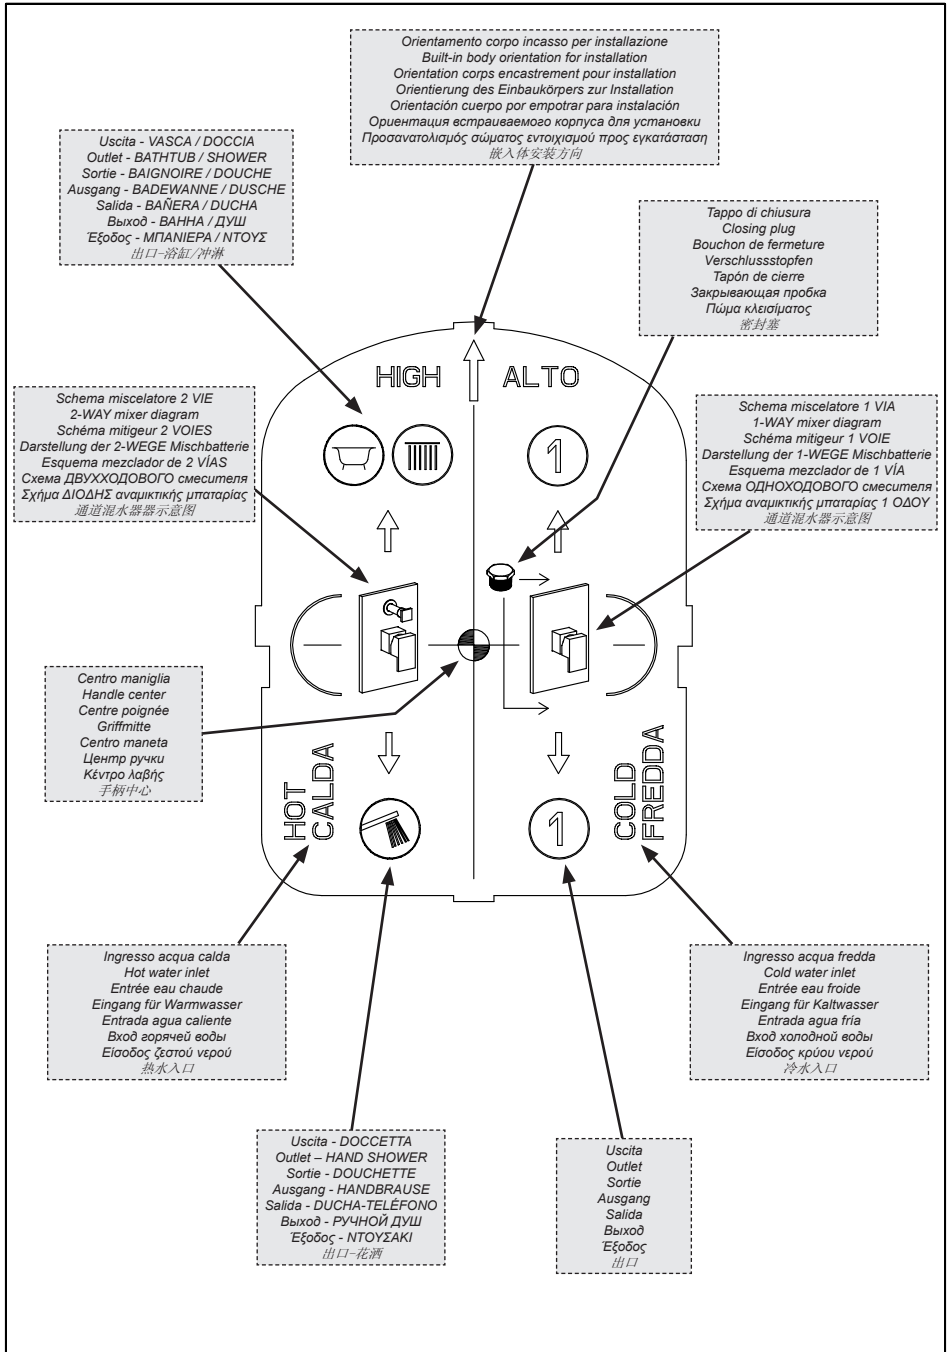 Orientamento corpo incasso per installazione
Built-in body orientation for installation
Orientation corps encastrement pour installation
Orientierung des Einbaukörpers zur Installation
Orientación cuerpo por empotrar para instalación
Ориентация встраиваемого корпуса для установки
Προσανατολισμός σώματος εντοιχισμού προς εγκατάσταση
嵌入体安装方向
Uscita - VASCA / DOCCIA
Outlet - BATHTUB / SHOWER
Sortie - BAIGNOIRE / DOUCHE
Ausgang - BADEWANNE / DUSCHE
Salida - BAÑERA / DUCHA
Выход - ВАННА / ДУШ
Έξοδος - ΜΠΑΝΙΕΡΑ / ΝΤΟΥΣ
出口-浴缸/冲淋
Tappo di chiusura
Closing plug
Bouchon de fermeture
Verschlussstopfen
Tapón de cierre
Закрывающая пробка
Πώμα κλεισίματος
密封塞
HIGH ALTO
Schema miscelatore 2 VIE
2-WAY mixer diagram
Schéma mitigeur 2 VOIES
Darstellung der 2-WEGE Mischbatterie
Esquema mezclador de 2 VÍAS
Схема ДВУХХОДОВОГО смесителя
Σχήμα ΔΙΟΔΗΣ αναμικτικής μπαταρίας
通道混水器器示意图
1
Schema miscelatore 1 VIA
1-WAY mixer diagram
Schéma mitigeur 1 VOIE
Darstellung der 1-WEGE Mischbatterie
Esquema mezclador de 1 VÍA
Схема ОДНОХОДОВОГО смесителя
Σχήμα αναμικτικής μπαταρίας 1 ΟΔΟΥ
通道混水器示意图
Centro maniglia
Handle center
Centre poignée
Griffmitte
Centro maneta
Центр ручки
Κέντρο λαβής
手柄中心
HOT
CALDA
1
COLD
FREDDA
Ingresso acqua calda
Hot water inlet
Entrée eau chaude
Eingang für Warmwasser
Entrada agua caliente
Вход горячей воды
Είσοδος ζεστού νερού
热水入口
Ingresso acqua fredda
Cold water inlet
Entrée eau froide
Eingang für Kaltwasser
Entrada agua fría
Вход холодной воды
Είσοδος κρύου νερού
冷水入口
Uscita - DOCCETTA
Outlet – HAND SHOWER
Sortie - DOUCHETTE
Ausgang - HANDBRAUSE
Salida - DUCHA-TELÉFONO
Выход - РУЧНОЙ ДУШ
Έξοδος - ΝΤΟΥΣΑΚΙ
出口-花洒
Uscita
Outlet
Sortie
Ausgang
Salida
Выход
Έξοδος
出口